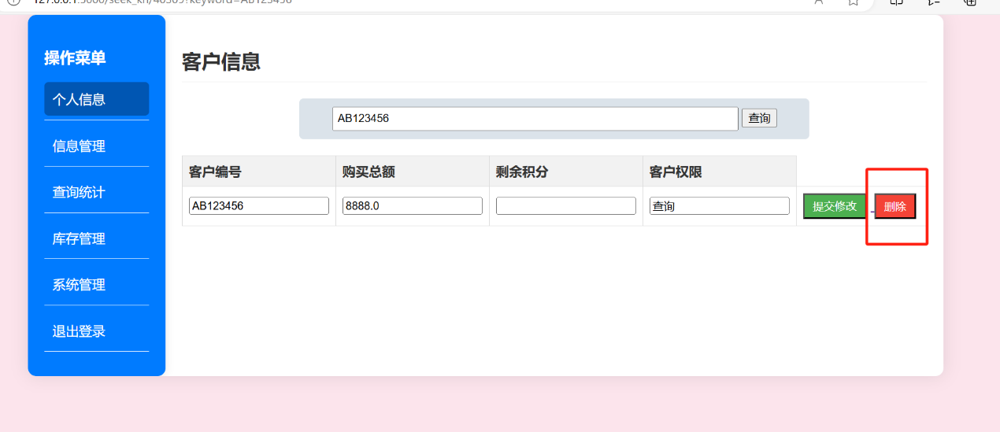 127.0.0.1:5000/seek_kh/40309?keyword=AB123456
操作菜单
个人信息
信息管理
查询统计
库存管理
系统管理
退出登录
客户信息
AB123456 查询
客户编号 购买总额 剩余积分 客户权限
AB123456 8888.0 查询 提交修改 删除